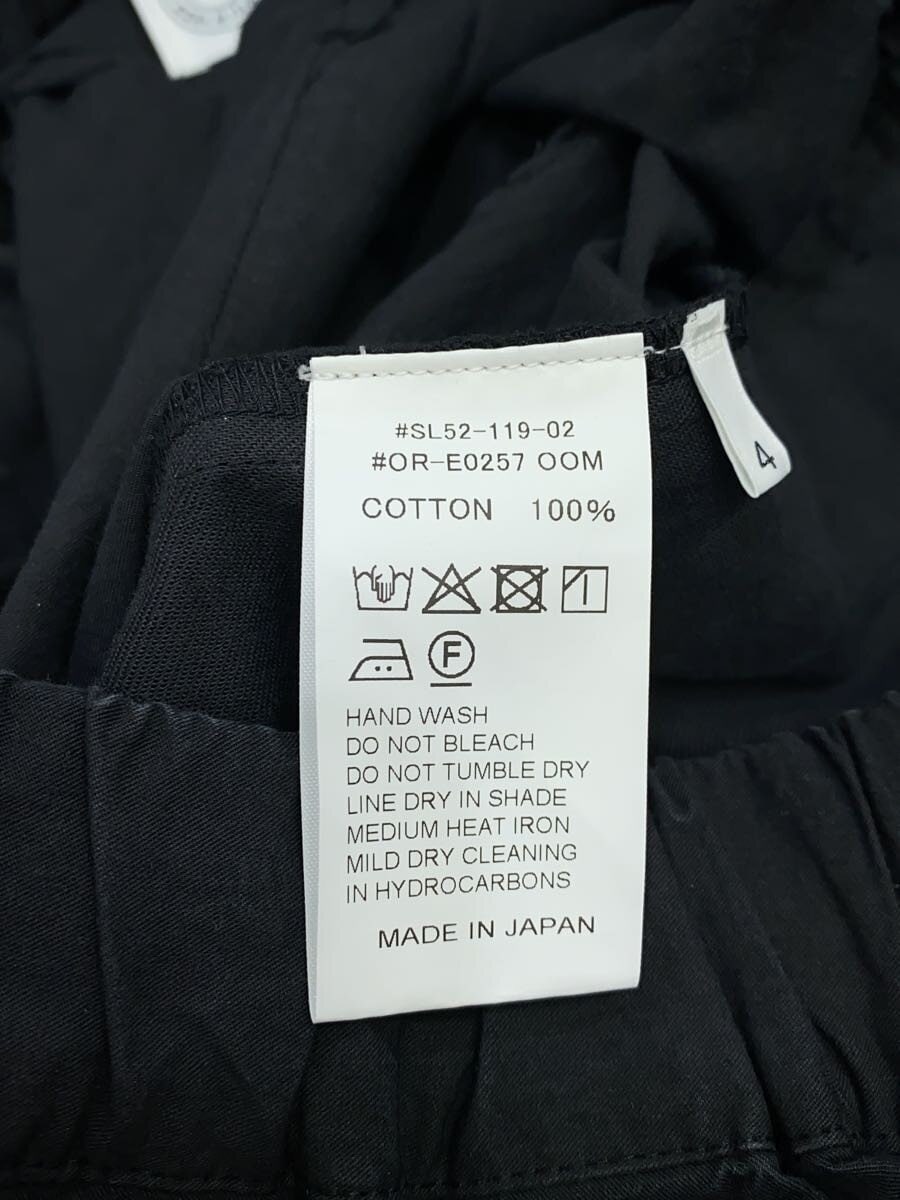 #SL52-119-02
#OR-E0257 OOM
COTTON 100%
F
HAND WASH
DO NOT BLEACH
DO NOT TUMBLE DRY
LINE DRY IN SHADE
MEDIUM HEAT IRON
MILD DRY CLEANING
IN HYDROCARBONS
MADE IN JAPAN
4